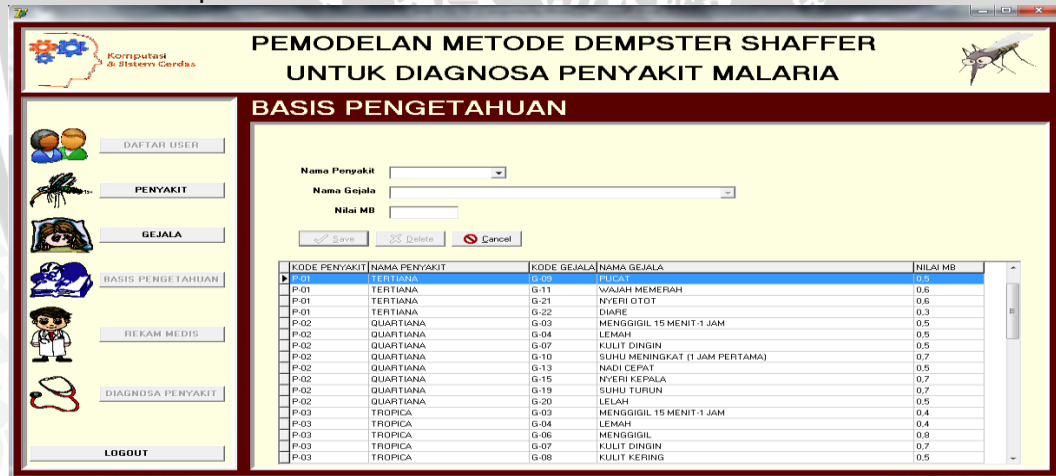 Komputasi
& Sistem Cerdas
PEMODELAN METODE DEMPSTER SHAFFER
UNTUK DIAGNOSA PENYAKIT MALARIA
BASIS PENGETAHUAN
DAFTAR USER
PENYAKIT
GEJALA
BASIS PENGETAHUAN
REKAM MEDIS
DIAGNOSA PENYAKIT
LOGOUT
Nama Penyakit
Nama Gejala
Nilai MB
Save Delete Cancel
KODE PENYAKIT NAMA PENYAKIT KODE GEJALA NAMA GEJALA NILAI MB
P-01 TERTIANA G-09 PUCAT 0,5
P-01 TERTIANA G-11 WAJAH MEMERAH 0,6
P-01 TERTIANA G-21 NYERI OTOT 0,6
P-01 TERTIANA G-22 DIARE 0,3
P-02 QUARTIANA G-03 MENGGIGIL 15 MENIT-1 JAM 0,5
P-02 QUARTIANA G-04 LEMAH 0,5
P-02 QUARTIANA G-07 KULIT DINGIN 0,5
P-02 QUARTIANA G-10 SUHU MENINGKAT (1 JAM PERTAMA) 0,7
P-02 QUARTIANA G-13 NADI CEPAT 0,5
P-02 QUARTIANA G-15 NYERI KEPALA 0,7
P-02 QUARTIANA G-19 SUHU TURUN 0,7
P-02 QUARTIANA G-20 LELAH 0,5
P-03 TROPICA G-03 MENGGIGIL 15 MENIT-1 JAM 0,4
P-03 TROPICA G-04 LEMAH 0,4
P-03 TROPICA G-06 MENGGIGIL 0,8
P-03 TROPICA G-07 KULIT DINGIN 0,7
P-03 TROPICA G-08 KULIT KERING 0,5